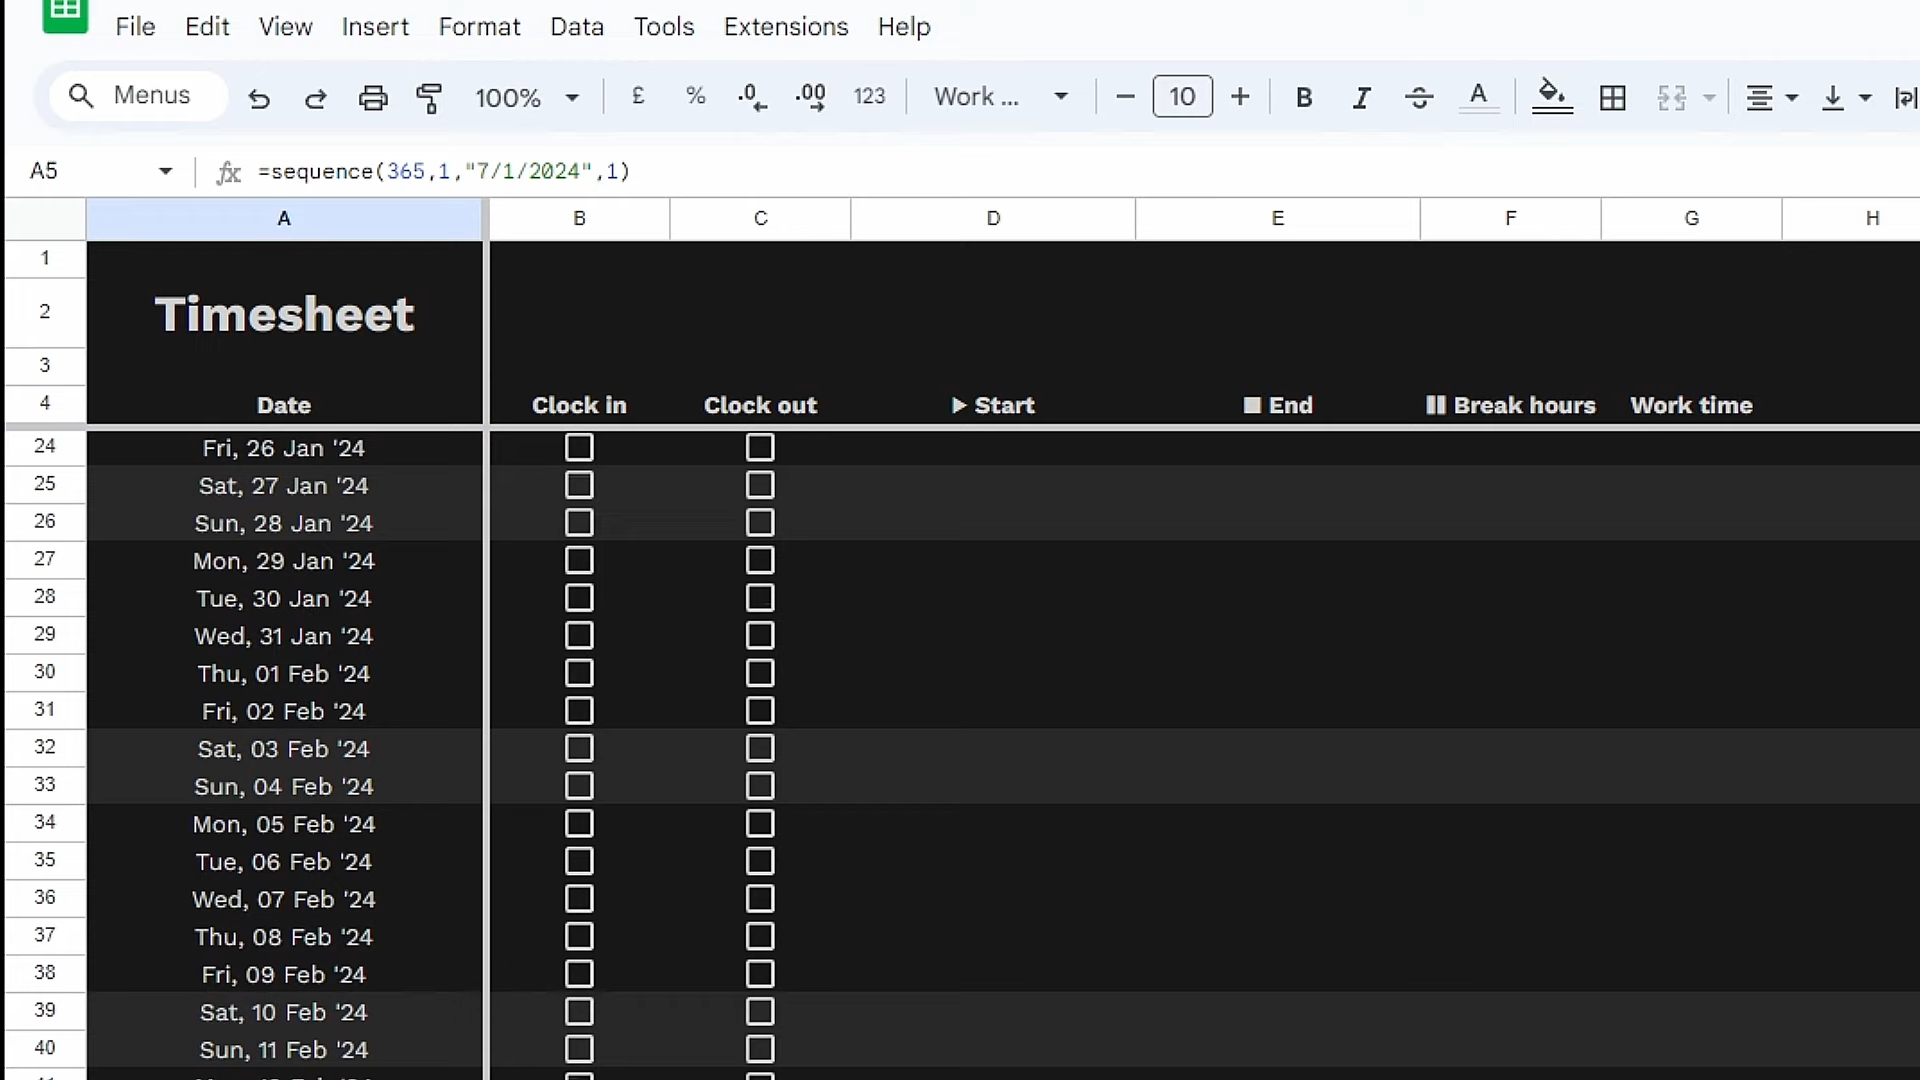 File Edit View Insert Format Data Tools Extensions Help
Menus 100% £ % .0 .00 123 Work ... 10 B I A
A5 fx =sequence(365,1,"7/1/2024",1)
A B C D E F G H
1
2 Timesheet
3
4 Date Clock in Clock out ▶ Start ■ End ▮▮ Break hours Work time
24 Fri, 26 Jan '24
25 Sat, 27 Jan '24
26 Sun, 28 Jan '24
27 Mon, 29 Jan '24
28 Tue, 30 Jan '24
29 Wed, 31 Jan '24
30 Thu, 01 Feb '24
31 Fri, 02 Feb '24
32 Sat, 03 Feb '24
33 Sun, 04 Feb '24
34 Mon, 05 Feb '24
35 Tue, 06 Feb '24
36 Wed, 07 Feb '24
37 Thu, 08 Feb '24
38 Fri, 09 Feb '24
39 Sat, 10 Feb '24
40 Sun, 11 Feb '24